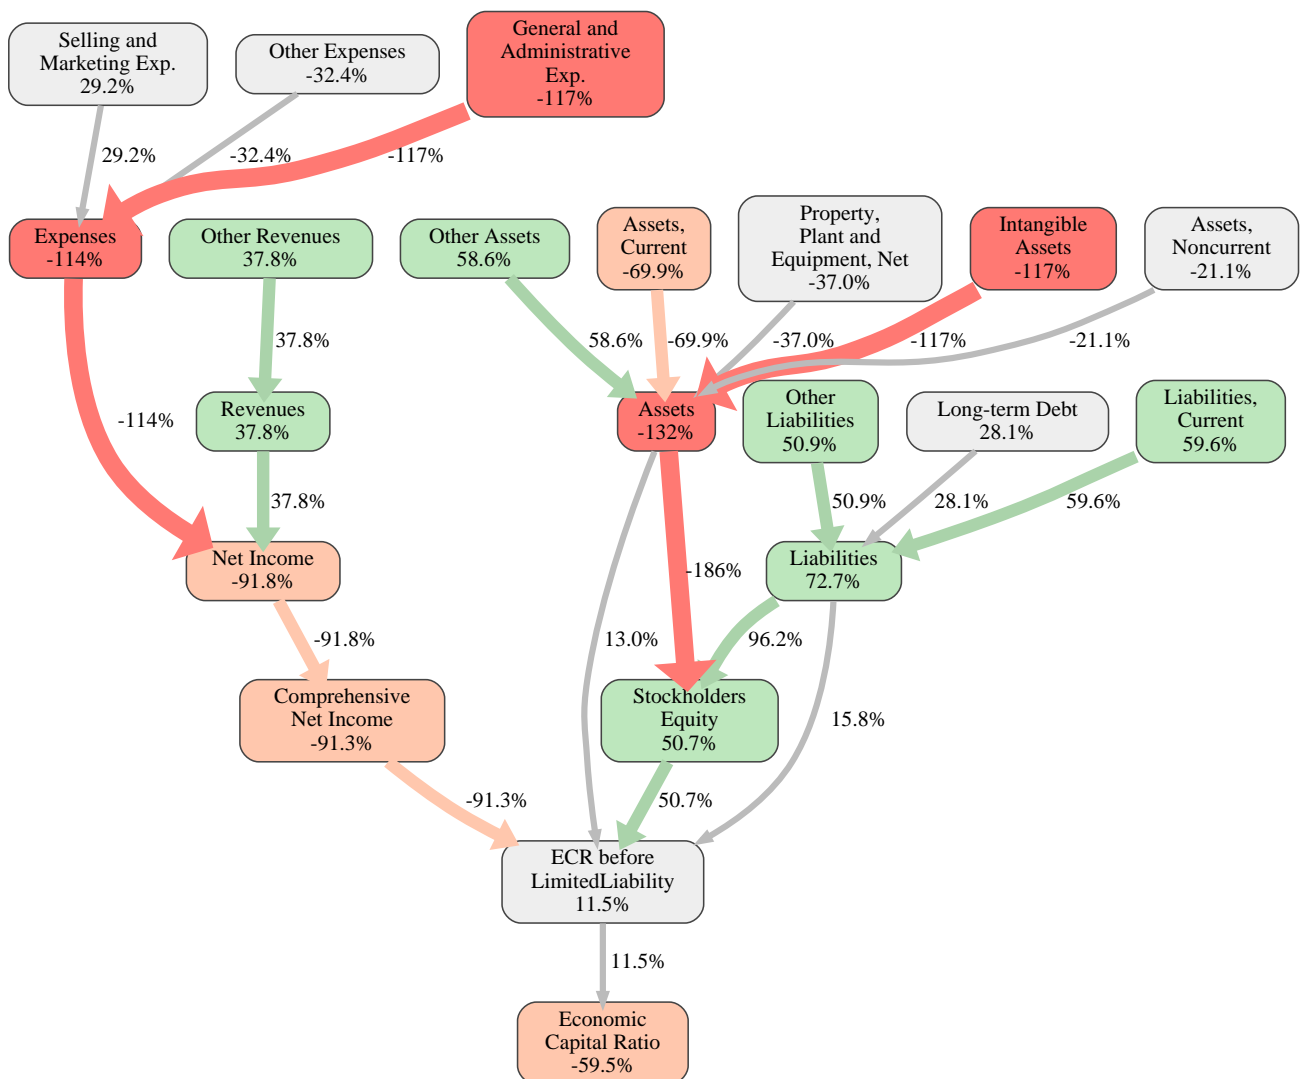 Selling and
Marketing Exp.
29.2%
Other Expenses
-32.4%
General and
Administrative
Exp.
-117%
29.2%
-32.4%
-117%
Expenses
-114%
Other Revenues
37.8%
Other Assets
58.6%
Assets,
Current
-69.9%
Property,
Plant and
Equipment, Net
-37.0%
Intangible
Assets
-117%
Assets,
Noncurrent
-21.1%
37.8%
58.6%
-69.9%
-37.0%
-117%
-21.1%
-114%
Revenues
37.8%
Assets
-132%
Other
Liabilities
50.9%
Long-term Debt
28.1%
Liabilities,
Current
59.6%
37.8%
50.9%
28.1%
59.6%
Net Income
-91.8%
-186%
Liabilities
72.7%
-91.8%
13.0%
96.2%
Comprehensive
Net Income
-91.3%
Stockholders
Equity
50.7%
15.8%
-91.3%
50.7%
ECR before
LimitedLiability
11.5%
11.5%
Economic
Capital Ratio
-59.5%